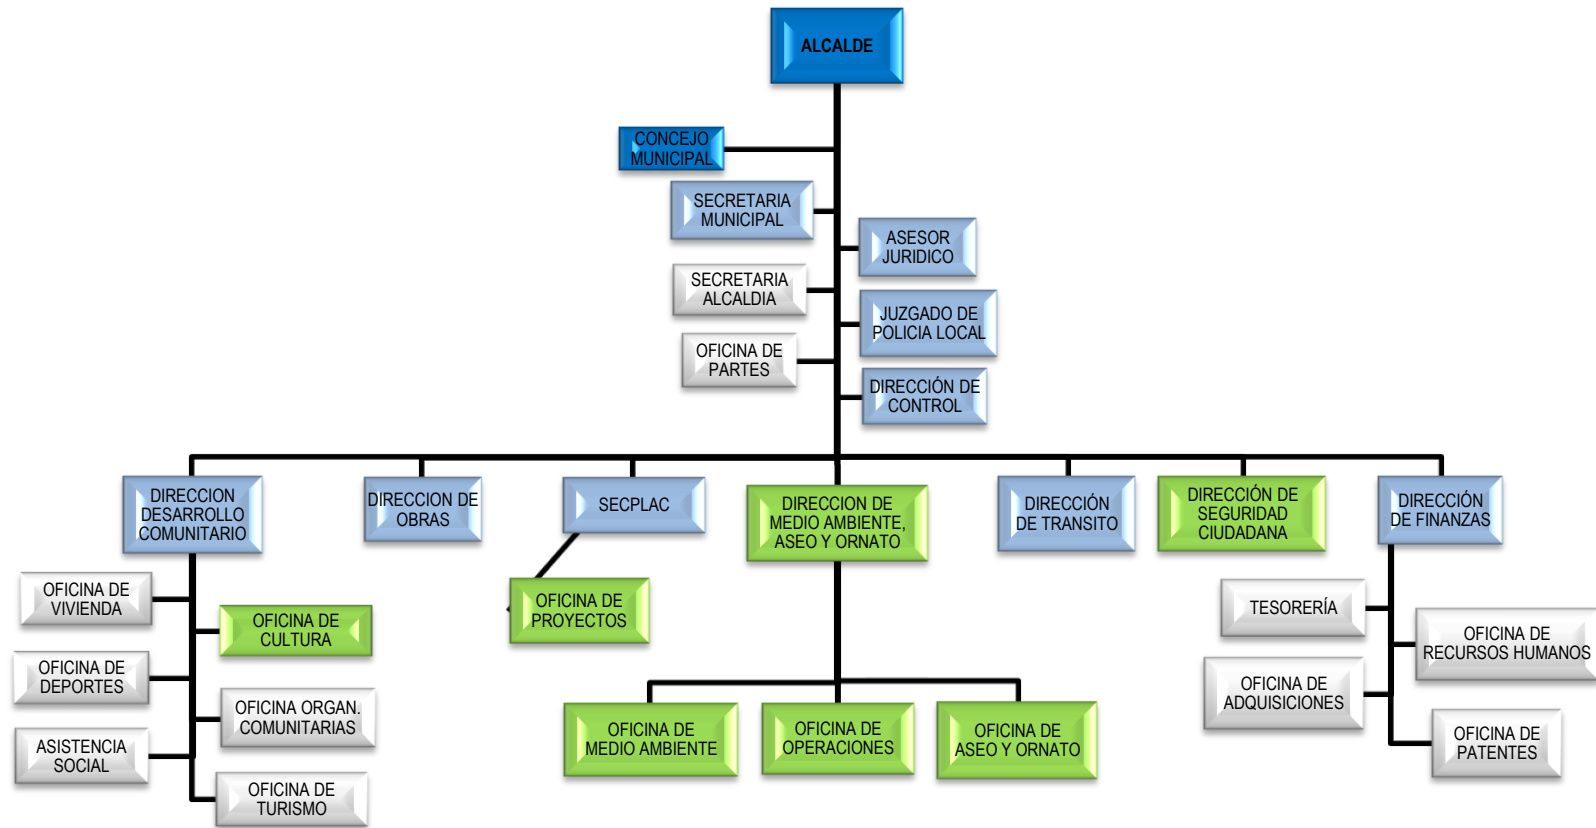 ALCALDE
CONCEJO
MUNICIPAL
SECRETARIA
MUNICIPAL
ASESOR
JURIDICO
SECRETARIA
ALCALDIA
JUZGADO DE
POLICIA LOCAL
OFICINA DE
PARTES
DIRECCIÓN DE
CONTROL
DIRECCION
DESARROLLO
COMUNITARIO
DIRECCION DE
OBRAS
SECPLAC
DIRECCION DE
MEDIO AMBIENTE,
ASEO Y ORNATO
DIRECCIÓN
DE TRANSITO
DIRECCIÓN DE
SEGURIDAD
CIUDADANA
DIRECCIÓN
DE FINANZAS
OFICINA DE
VIVIENDA
OFICINA DE
CULTURA
OFICINA DE
DEPORTES
OFICINA ORGAN.
COMUNITARIAS
ASISTENCIA
SOCIAL
OFICINA DE
TURISMO
OFICINA DE
PROYECTOS
OFICINA DE
MEDIO AMBIENTE
OFICINA DE
OPERACIONES
OFICINA DE
ASEO Y ORNATO
TESORERÍA
OFICINA DE
RECURSOS HUMANOS
OFICINA DE
ADQUISICIONES
OFICINA DE
PATENTES